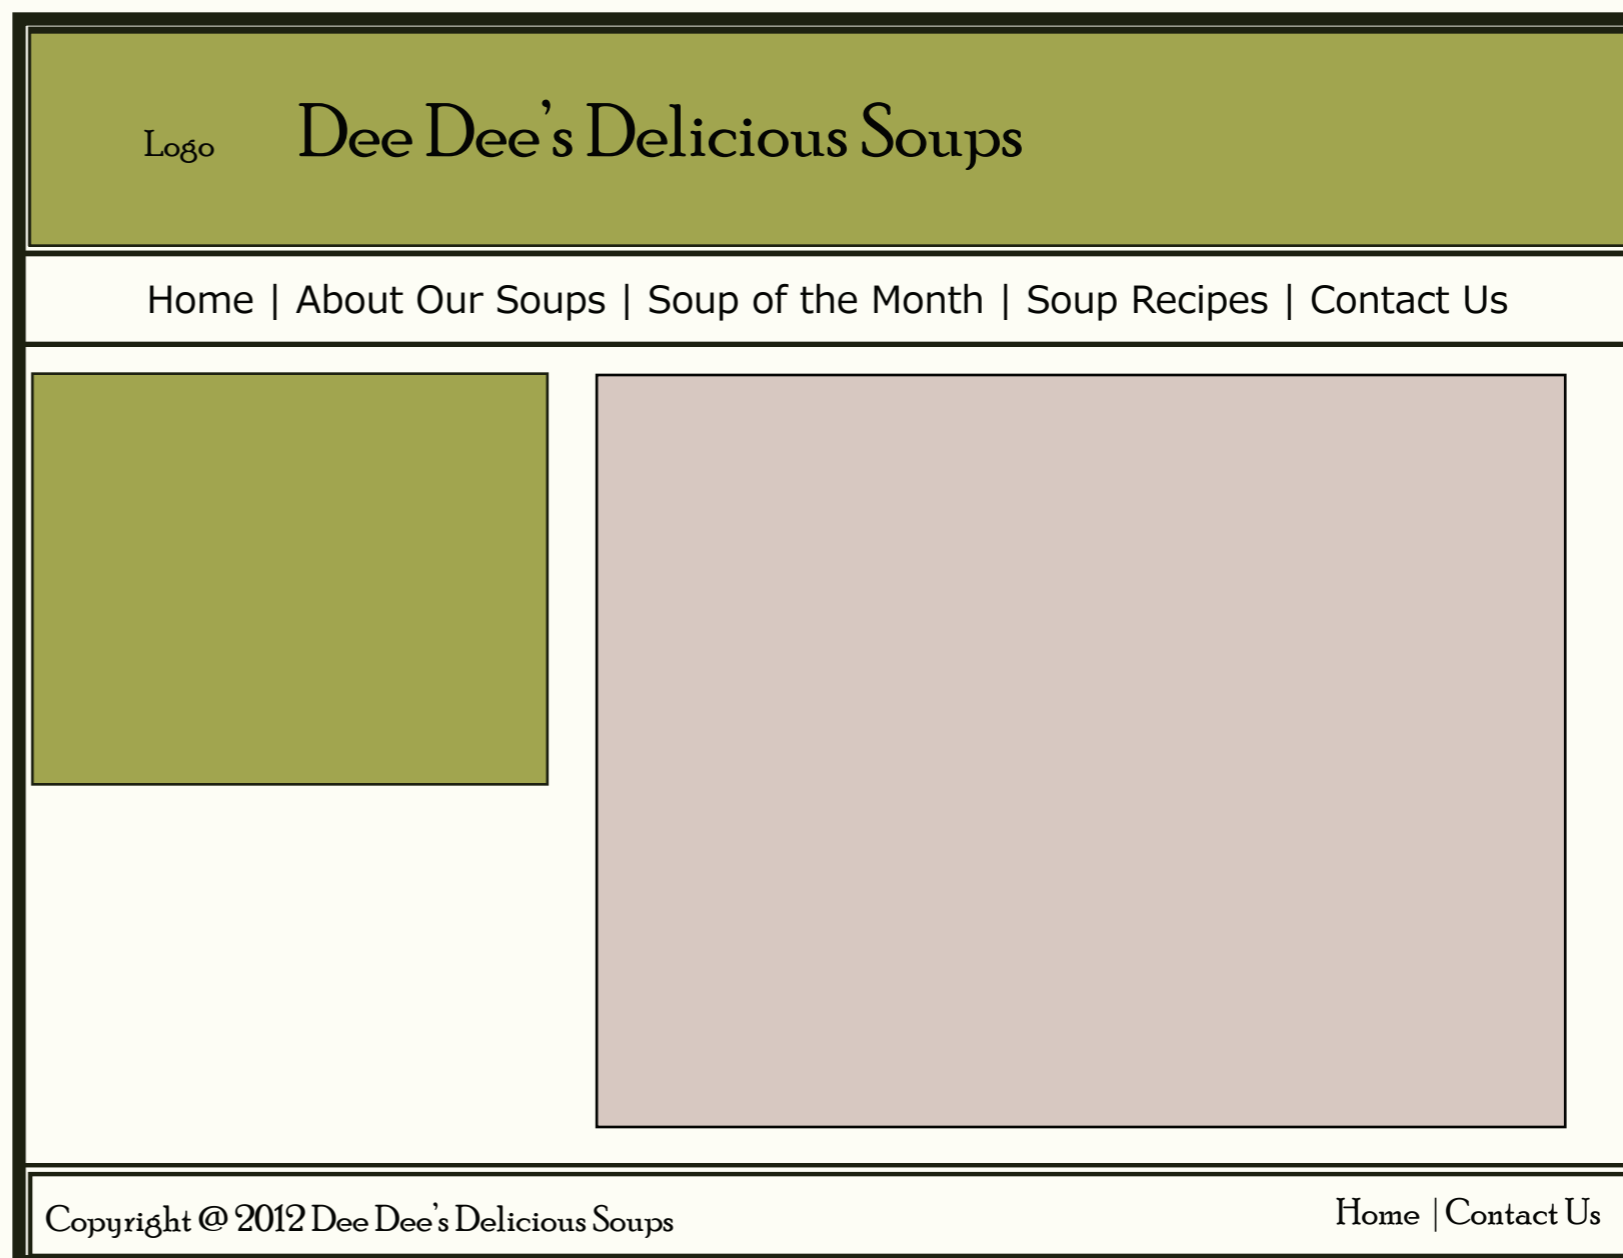 Logo
Dee Dee’s Delicious Soups
Home | About Our Soups | Soup of the Month | Soup Recipes | Contact Us
Copyright @ 2012 Dee Dee’s Delicious Soups
Home | Contact Us